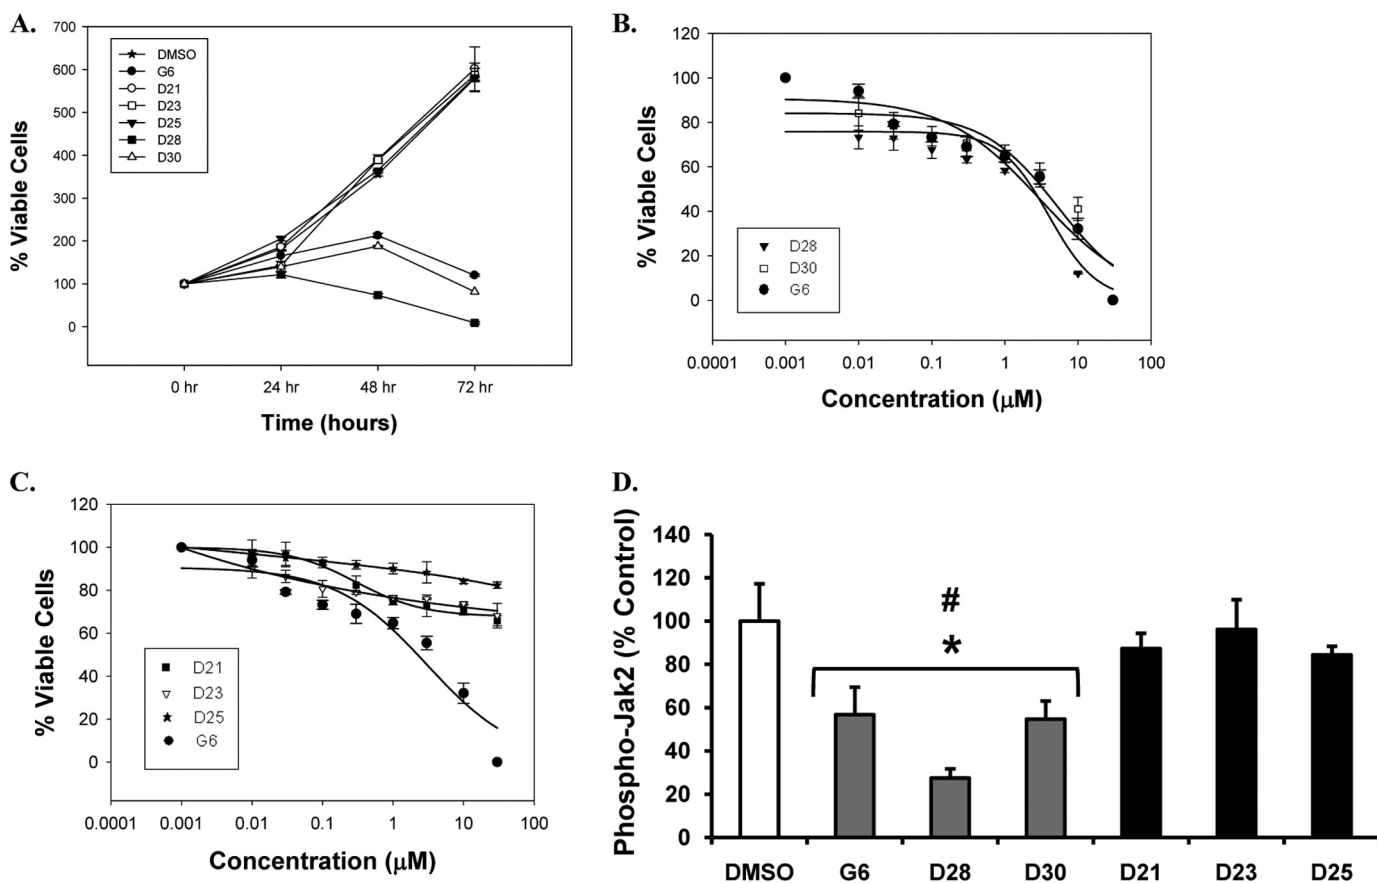 A.
% Viable Cells
700
600
500
400
300
200
100
0
DMSO
G6
D21
D23
D25
D28
D30
0 hr
24 hr
48 hr
72 hr
Time (hours)
B.
% Viable Cells
120
100
80
60
40
20
0
D28
D30
G6
0.0001
0.001
0.01
0.1
1
10
100
Concentration (μM)
C.
% Viable Cells
120
100
80
60
40
20
0
D21
D23
D25
G6
0.0001
0.001
0.01
0.1
1
10
100
Concentration (μM)
D.
Phospho-Jak2 (% Control)
140
120
100
80
60
40
20
0
#
*
DMSO
G6
D28
D30
D21
D23
D25